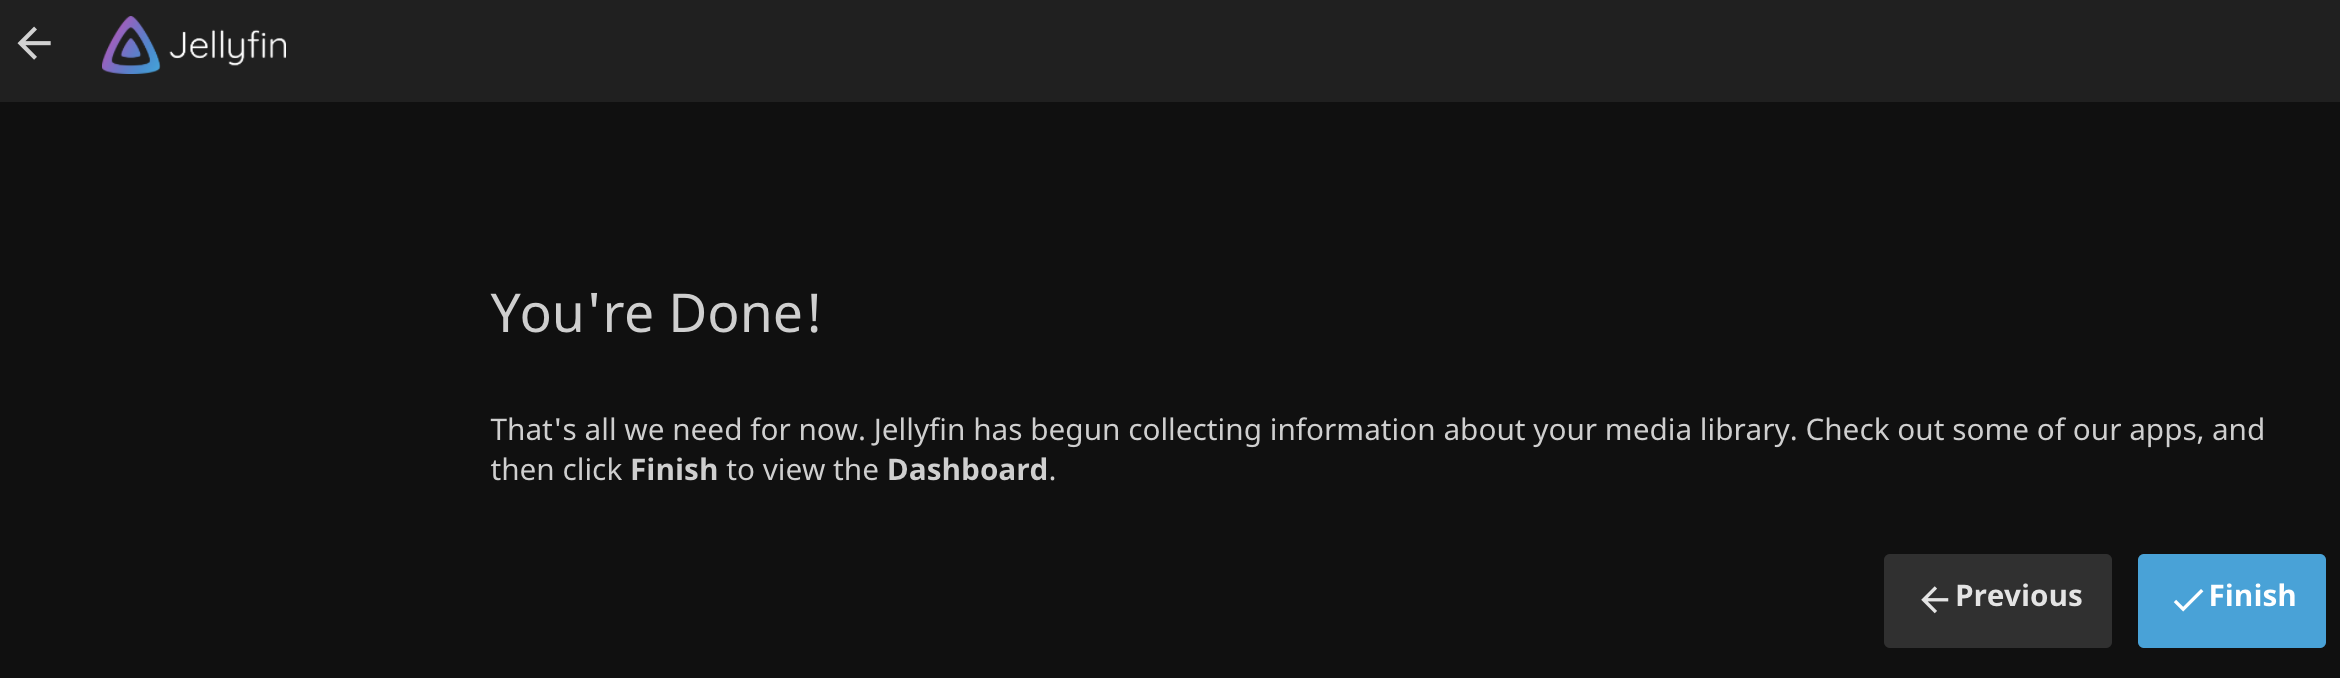 Jellyfin
You're Done!
That's all we need for now. Jellyfin has begun collecting information about your media library. Check out some of our apps, and
then click Finish to view the Dashboard.
Previous
Finish